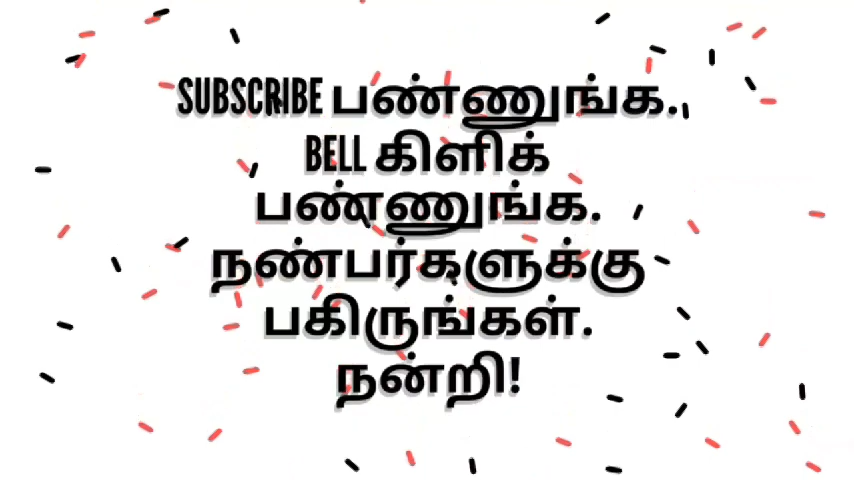 SUBSCRIBE பண்ணுங்க.
BELL கிளிக்
பண்ணுங்க.
நண்பர்களுக்கு
பகிருங்கள்.
நன்றி!